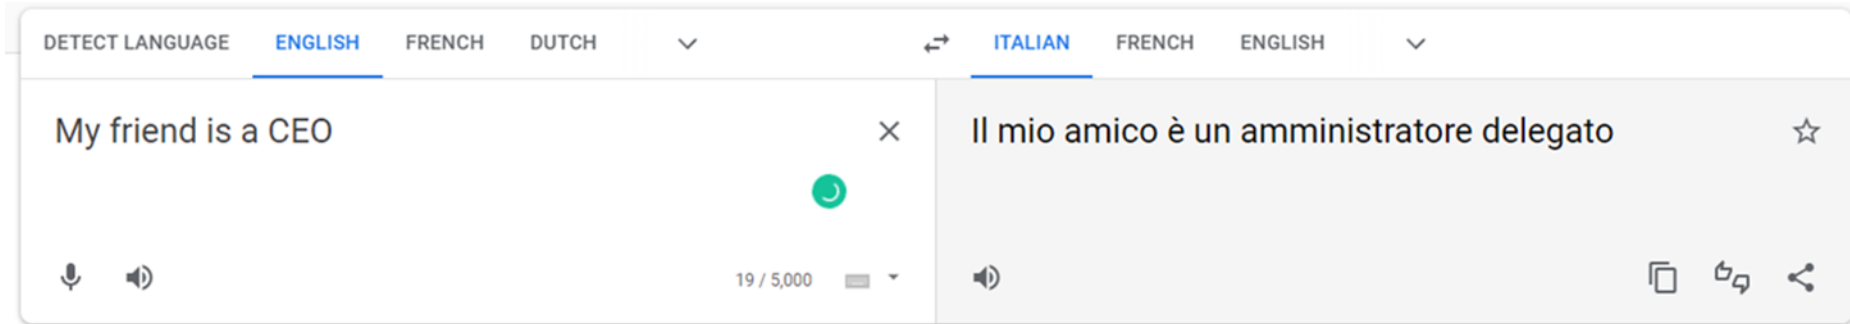 DETECT LANGUAGE ENGLISH FRENCH DUTCH ITALIAN FRENCH ENGLISH
My friend is a CEO
Il mio amico è un amministratore delegato
19 / 5,000